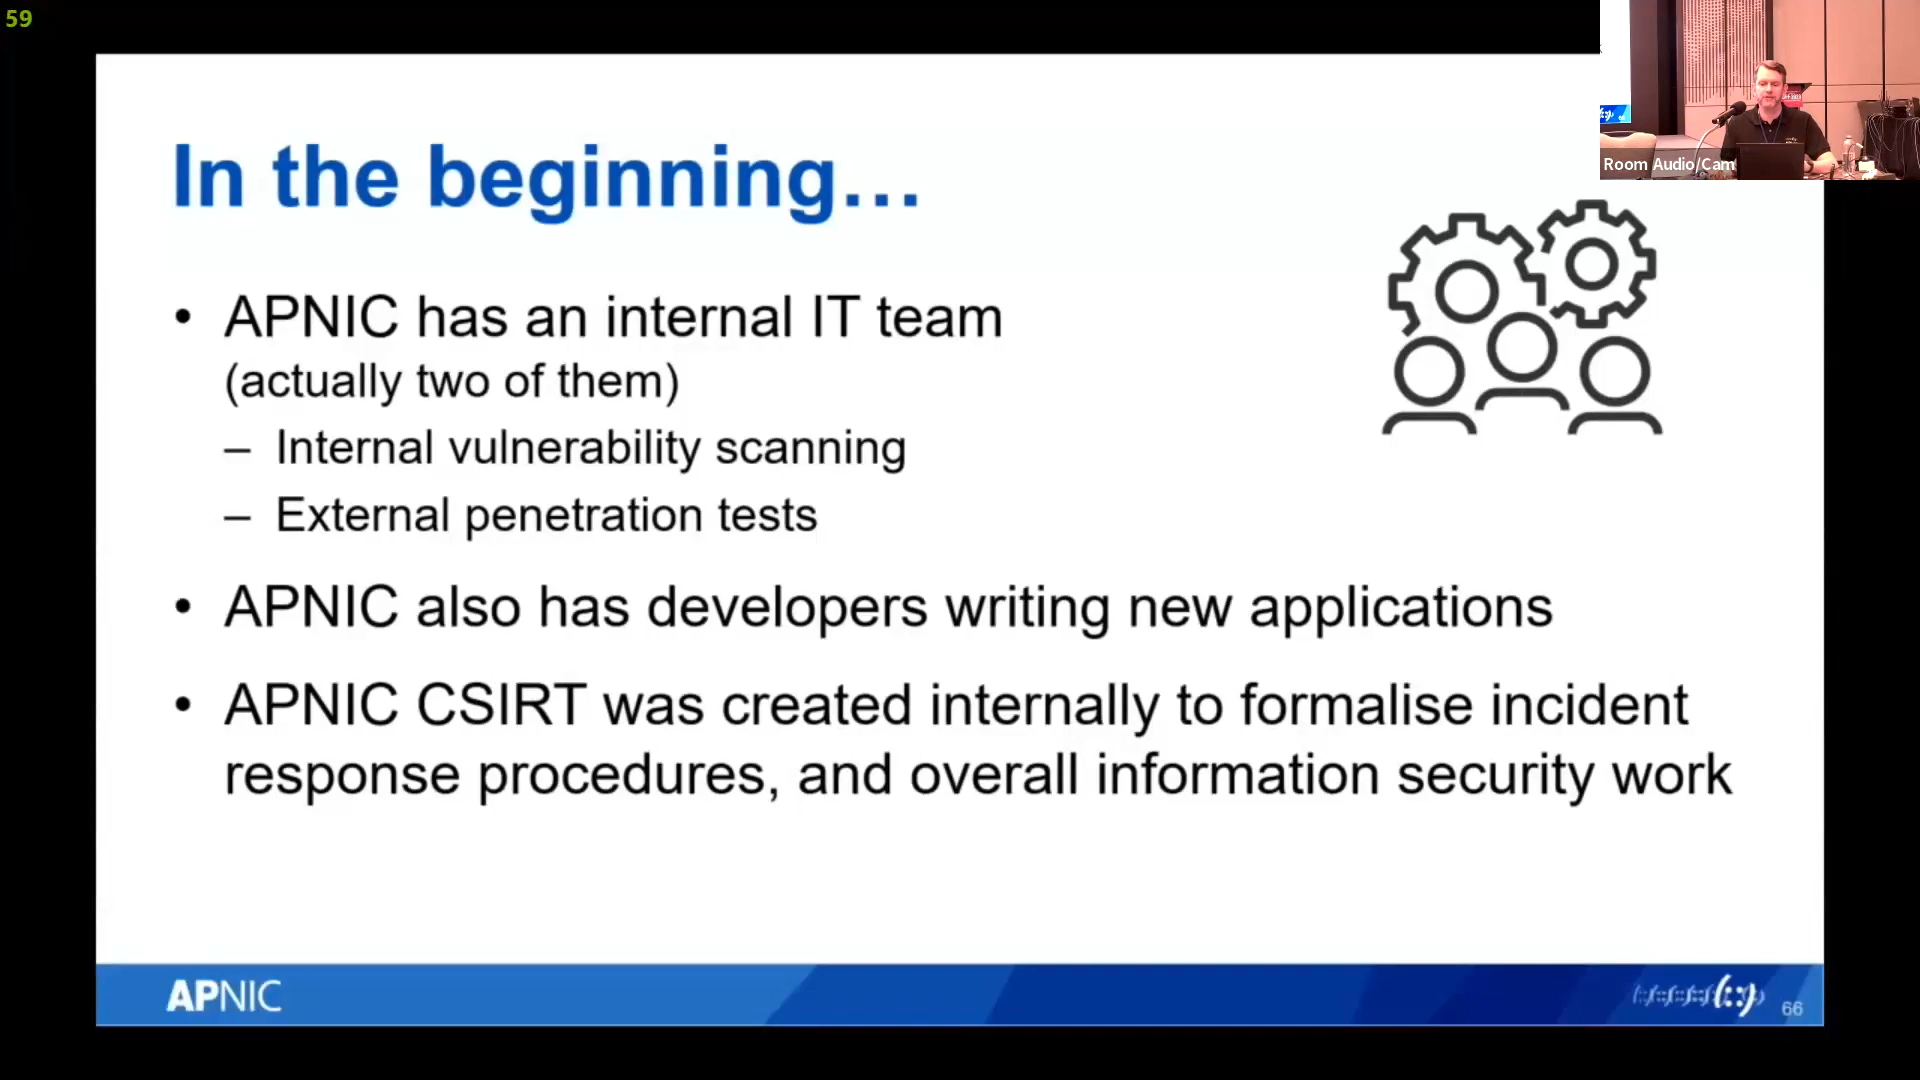 59
Room Audio/Cam
In the beginning…
• APNIC has an internal IT team
(actually two of them)
– Internal vulnerability scanning
– External penetration tests
• APNIC also has developers writing new applications
• APNIC CSIRT was created internally to formalise incident
response procedures, and overall information security work
APNIC
66